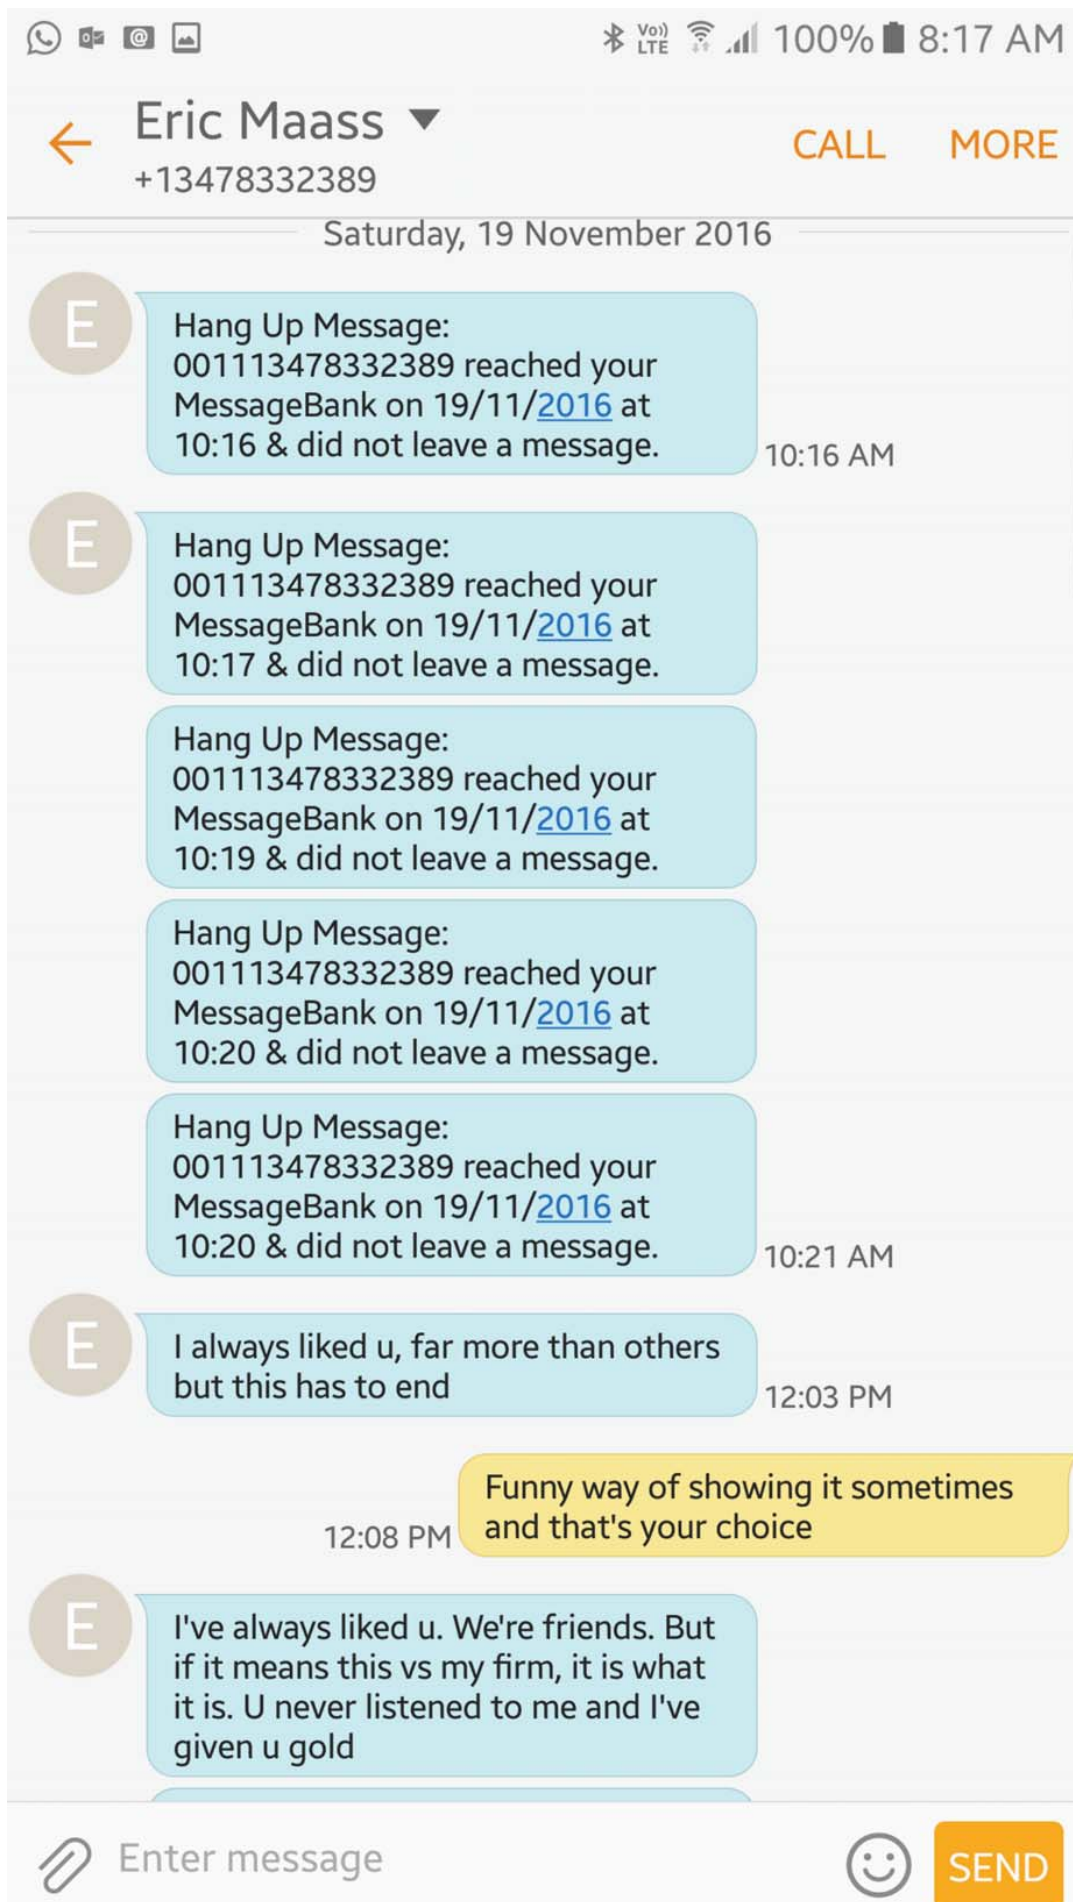 Vo)) LTE 100% 8:17 AM
Eric Maass
+13478332389
CALL MORE
Saturday, 19 November 2016
E
Hang Up Message:
001113478332389 reached your
MessageBank on 19/11/2016 at
10:16 & did not leave a message.
10:16 AM
E
Hang Up Message:
001113478332389 reached your
MessageBank on 19/11/2016 at
10:17 & did not leave a message.
Hang Up Message:
001113478332389 reached your
MessageBank on 19/11/2016 at
10:19 & did not leave a message.
Hang Up Message:
001113478332389 reached your
MessageBank on 19/11/2016 at
10:20 & did not leave a message.
Hang Up Message:
001113478332389 reached your
MessageBank on 19/11/2016 at
10:20 & did not leave a message.
10:21 AM
E
I always liked u, far more than others
but this has to end
12:03 PM
Funny way of showing it sometimes
and that's your choice
12:08 PM
E
I've always liked u. We're friends. But
if it means this vs my firm, it is what
it is. U never listened to me and I've
given u gold
Enter message
SEND